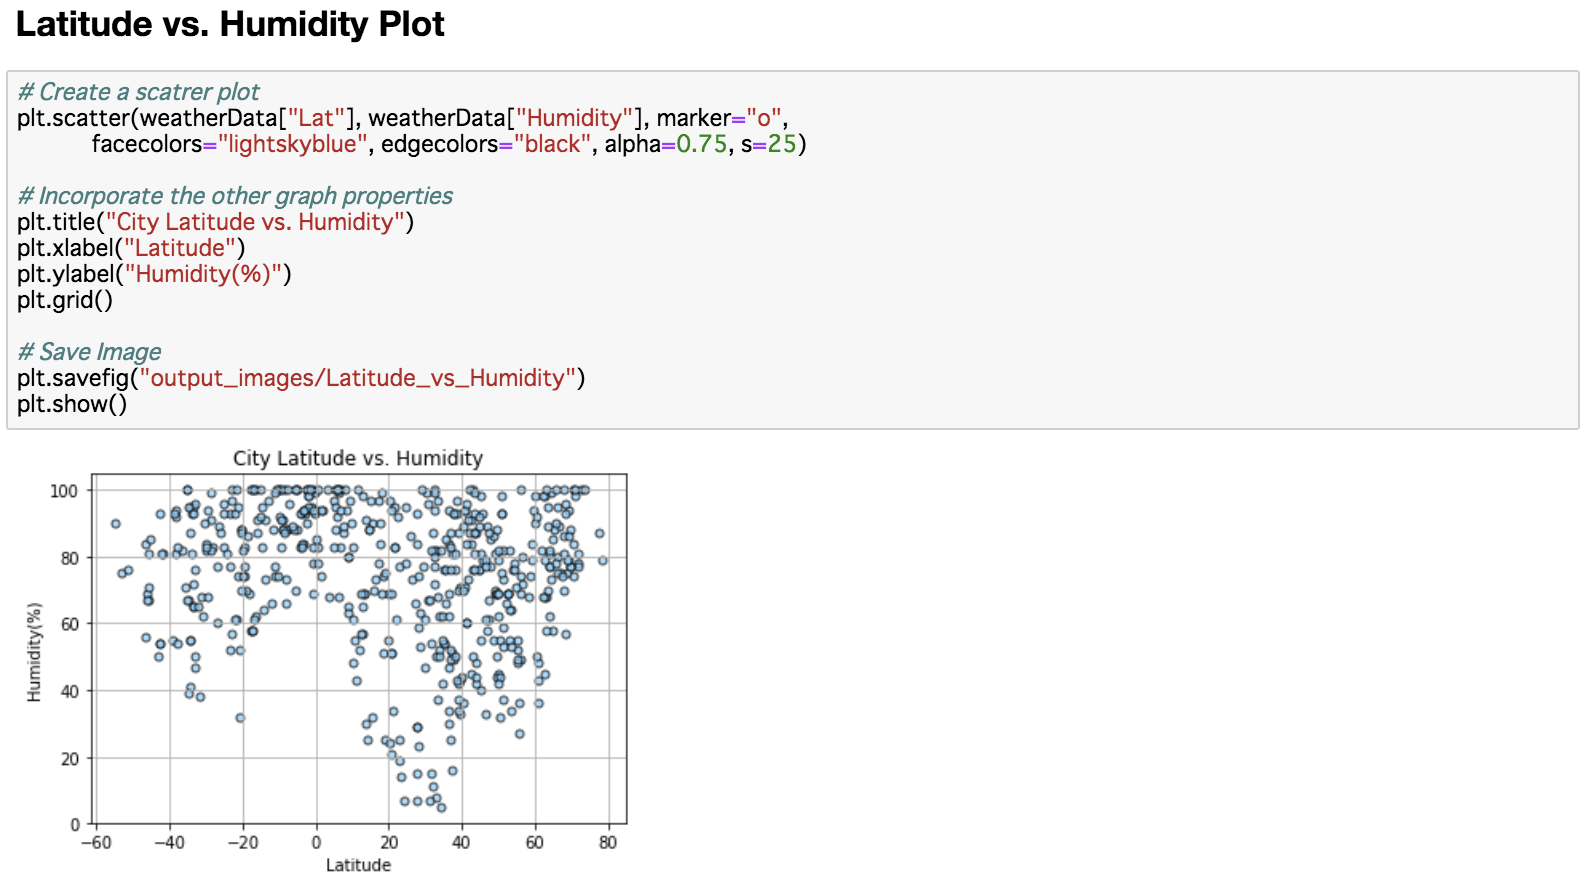 Latitude vs. Humidity Plot
# Create a scatrer plot
plt.scatter(weatherData["Lat"], weatherData["Humidity"], marker="o",
facecolors="lightskyblue", edgecolors="black", alpha=0.75, s=25)
# Incorporate the other graph properties
plt.title("City Latitude vs. Humidity")
plt.xlabel("Latitude")
plt.ylabel("Humidity(%)")
plt.grid()
# Save Image
plt.savefig("output_images/Latitude_vs_Humidity")
plt.show()
City Latitude vs. Humidity
100
80
60
40
20
0
Humidity(%)
−60 −40 −20 0 20 40 60 80
Latitude